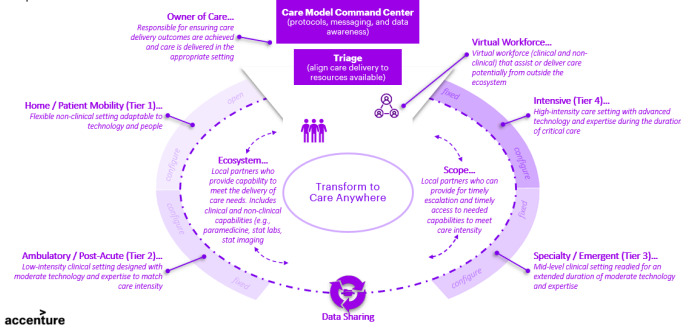 Owner of Care...
Responsible for ensuring care
delivery outcomes are achieved
and care is delivered in the
appropriate setting
Care Model Command Center
(protocols, messaging, and data
awareness)
Triage
(align care delivery to
resources available)
Virtual Workforce...
Virtual workforce (clinical and non-
clinical) that assist or deliver care
potentially from outside the
ecosystem
Home / Patient Mobility (Tier 1)...
Flexible non-clinical setting adaptable to
technology and people
open
configure
configure
fixed
Intensive (Tier 4)...
High-intensity care setting with advanced
technology and expertise during the duration
of critical care
fixed
configure
fixed
configure
Ecosystem...
Local partners who
provide capability to
meet the delivery of
care needs. Includes
clinical and non-clinical
capabilities (e.g.,
paramedicine, stat labs,
stat imaging
Transform to
Care Anywhere
Scope...
Local partners who can
provide for timely
escalation and timely
access to needed
capabilities to meet
care intensity
Ambulatory / Post-Acute (Tier 2)...
Low-intensity clinical setting designed with
moderate technology and expertise to match
care intensity
Specialty / Emergent (Tier 3)...
Mid-level clinical setting readied for an
extended duration of moderate technology
and expertise
Data Sharing
accenture